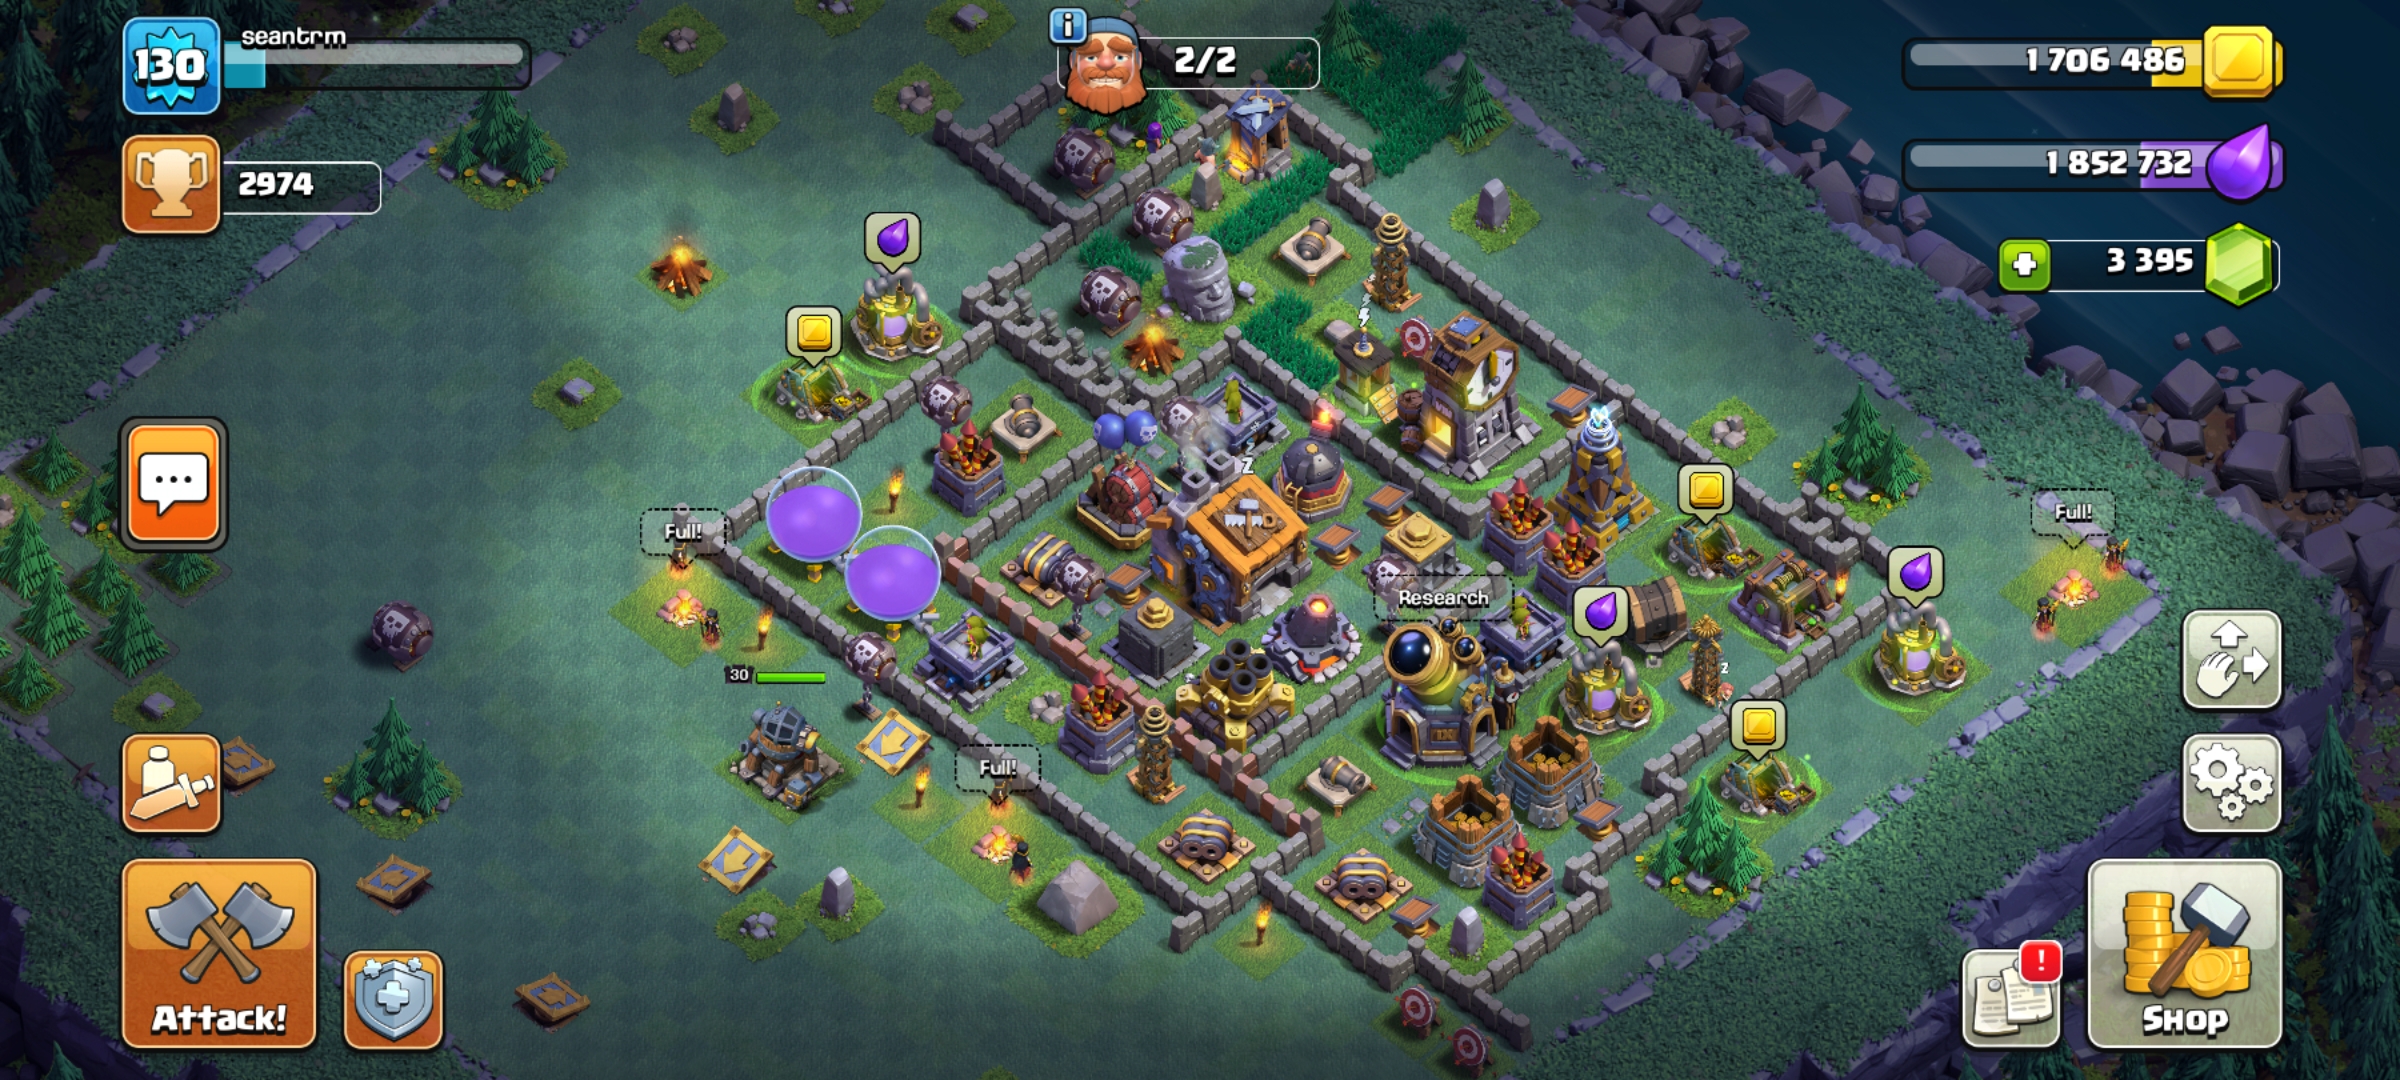 130
seantrm
2/2
1 706 486
2974
1 852 732
3 395
Full!
Full!
Z
Research
30
Z
Full!
Attack!
!
Shop